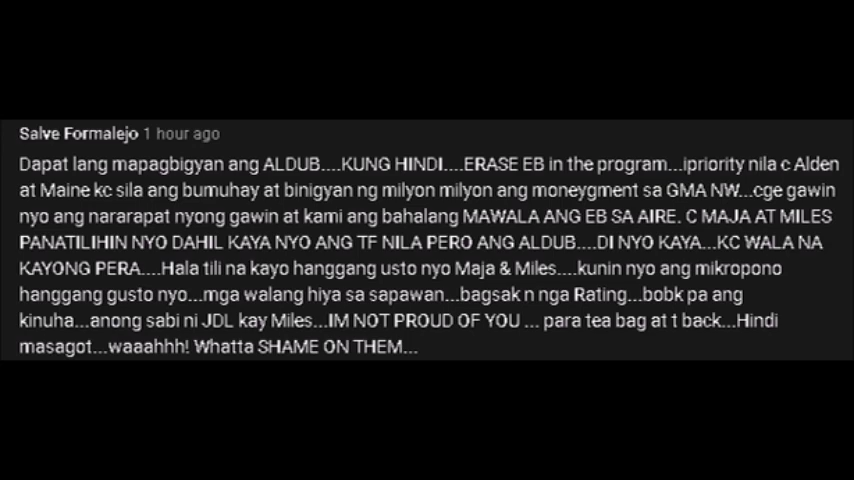 Salve Formalejo 1 hour ago
Dapat lang mapagbigyan ang ALDUB....KUNG HINDI....ERASE EB in the program...ipriority nila c Alden
at Maine kc sila ang bumuhay at binigyan ng milyon milyon ang moneygment sa GMA NW...cge gawin
nyo ang nararapat nyong gawin at kami ang bahalang MAWALA ANG EB SA AIRE. C MAJA AT MILES
PANATILIHIN NYO DAHIL KAYA NYO ANG TF NILA PERO ANG ALDUB....DI NYO KAYA...KC WALA NA
KAYONG PERA....Hala tili na kayo hanggang usto nyo Maja & Miles....kunin nyo ang mikropono
hanggang gusto nyo...mga walang hiya sa sapawan...bagsak n nga Rating...bobk pa ang
kinuha...anong sabi ni JDL kay Miles...IM NOT PROUD OF YOU ... para tea bag at t back...Hindi
masagot...waaahhh! Whatta SHAME ON THEM...